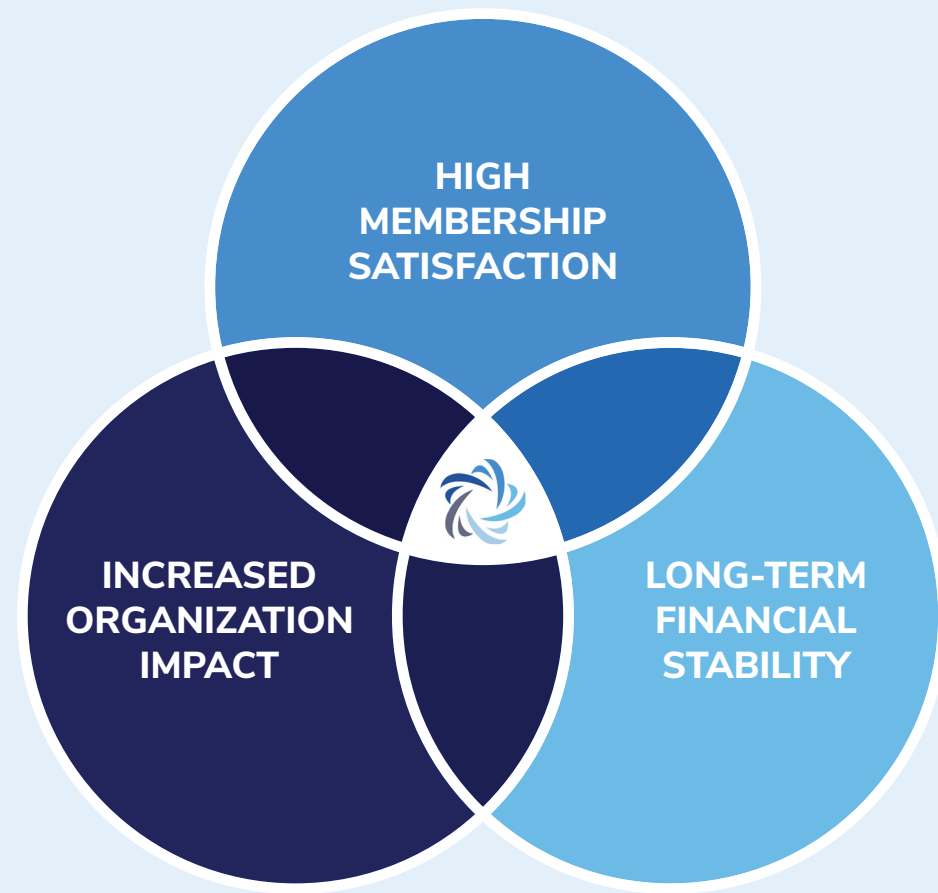 HIGH
MEMBERSHIP
SATISFACTION
INCREASED
ORGANIZATION
IMPACT
LONG-TERM
FINANCIAL
STABILITY